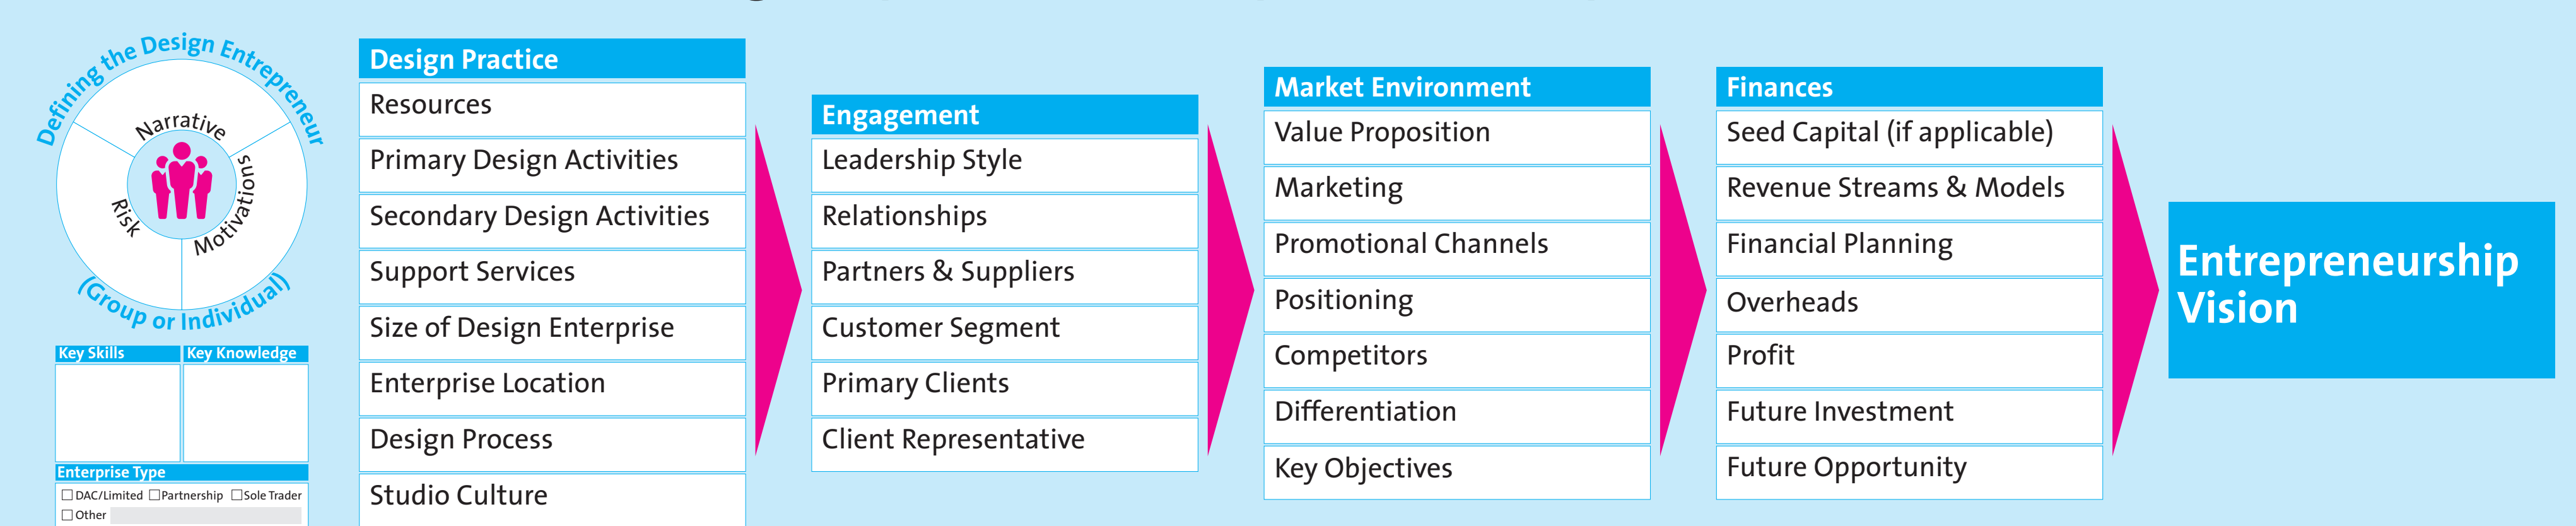 Defining the Design Entrepreneur
Narrative
Motivations
Risk
(Group or Individual)
Key Skills
Key Knowledge
Enterprise Type
DAC/Limited
Partnership
Sole Trader
Other
Design Practice
Resources
Primary Design Activities
Secondary Design Activities
Support Services
Size of Design Enterprise
Enterprise Location
Design Process
Studio Culture
Engagement
Leadership Style
Relationships
Partners & Suppliers
Customer Segment
Primary Clients
Client Representative
Market Environment
Value Proposition
Marketing
Promotional Channels
Positioning
Competitors
Differentiation
Key Objectives
Finances
Seed Capital (if applicable)
Revenue Streams & Models
Financial Planning
Overheads
Profit
Future Investment
Future Opportunity
Entrepreneurship
Vision